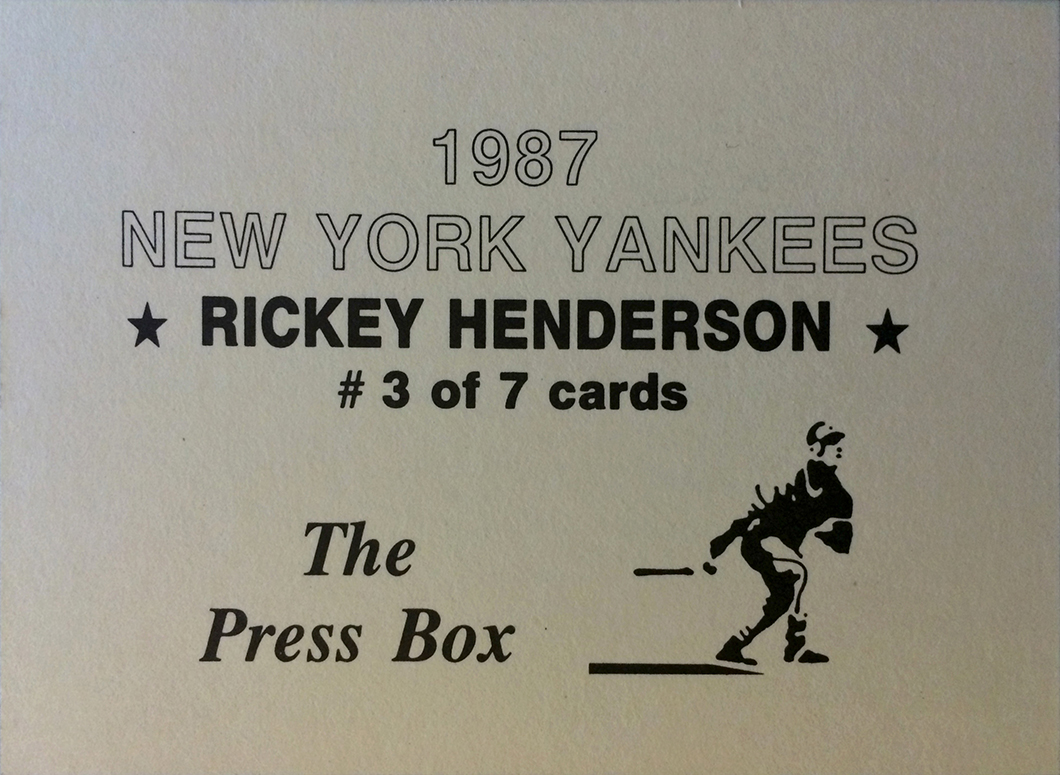 1987
NEW YORK YANKEES
★ RICKEY HENDERSON ★
# 3 of 7 cards
The
Press Box